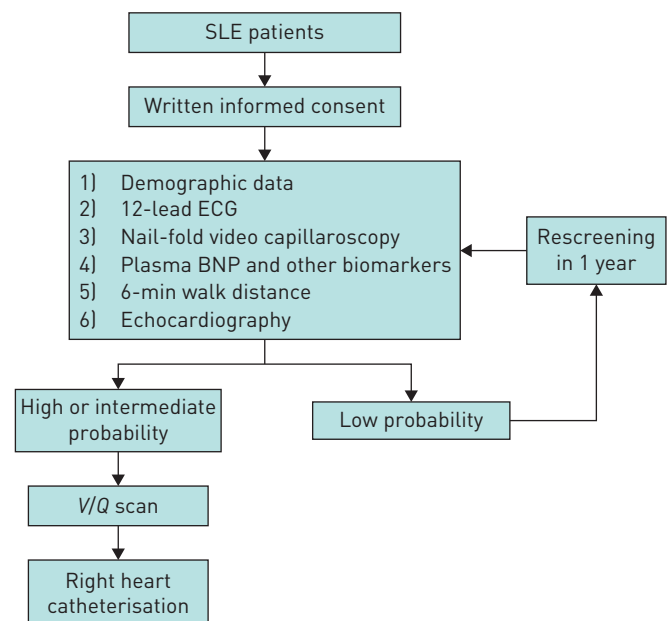 SLE patients
Written informed consent
1) Demographic data
2) 12-lead ECG
3) Nail-fold video capillaroscopy
4) Plasma BNP and other biomarkers
5) 6-min walk distance
6) Echocardiography
Rescreening
in 1 year
High or intermediate
probability
Low probability
V/Q scan
Right heart
catheterisation